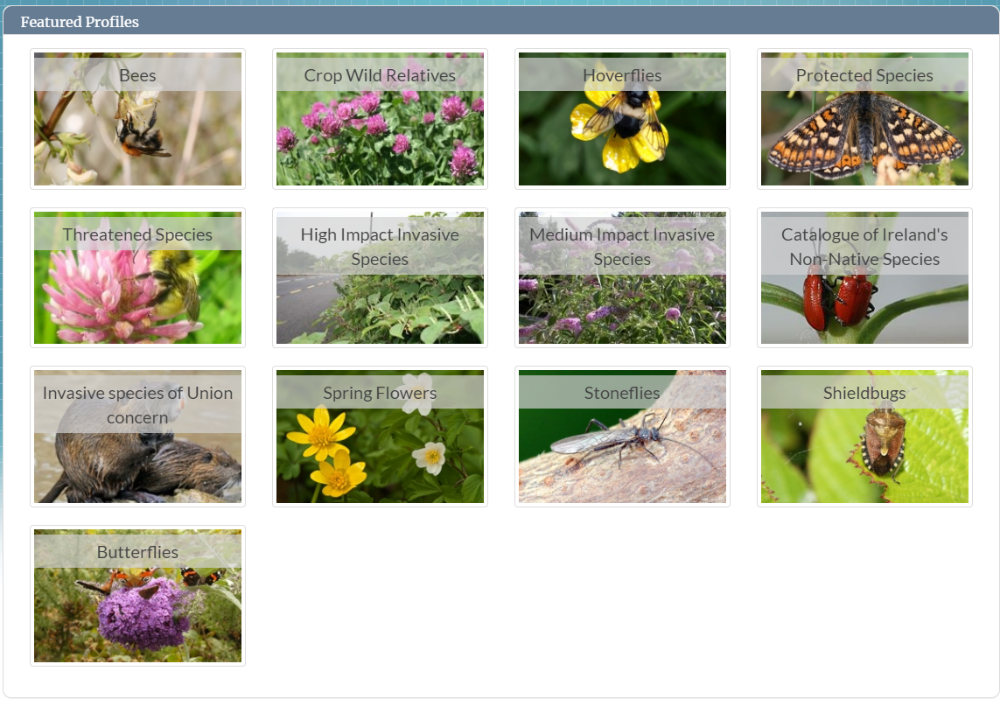 Featured Profiles
Bees
Crop Wild Relatives
Hoverflies
Protected Species
Threatened Species
High Impact Invasive
Species
Medium Impact Invasive
Species
Catalogue of Ireland's
Non-Native Species
Invasive species of Union
concern
Spring Flowers
Stoneflies
Shieldbugs
Butterflies